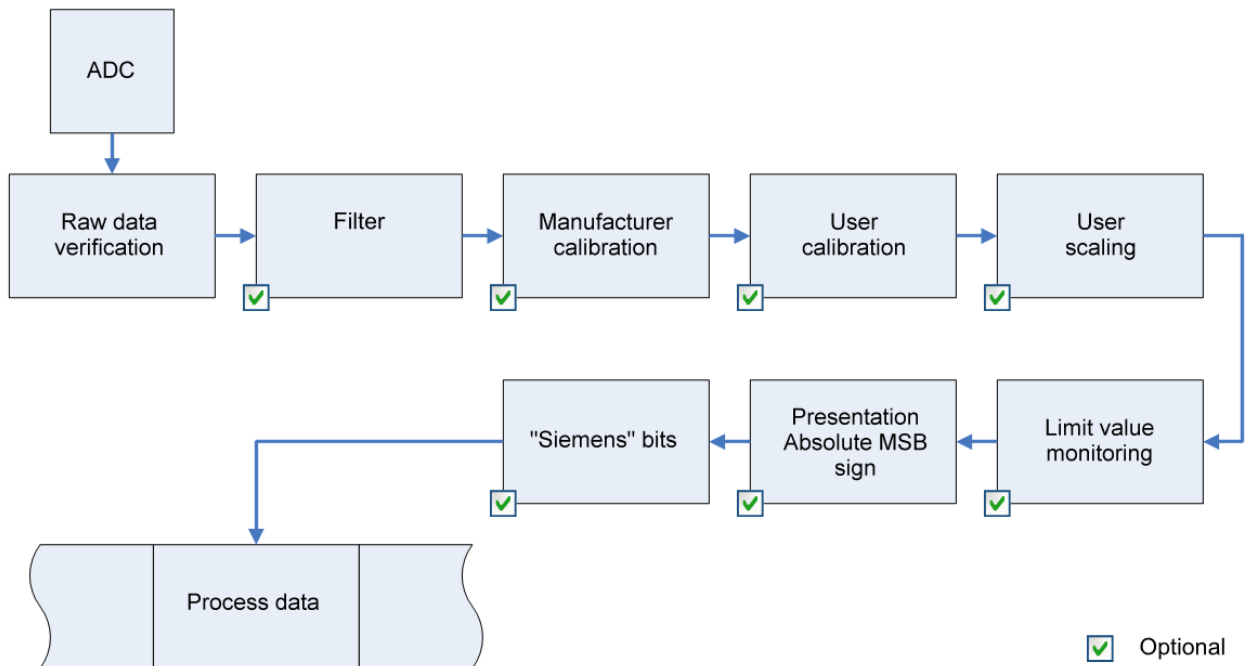 ADC
Raw data
verification
Filter
Manufacturer
calibration
User
calibration
User
scaling
Limit value
monitoring
Presentation
Absolute MSB
sign
"Siemens" bits
Process data
Optional